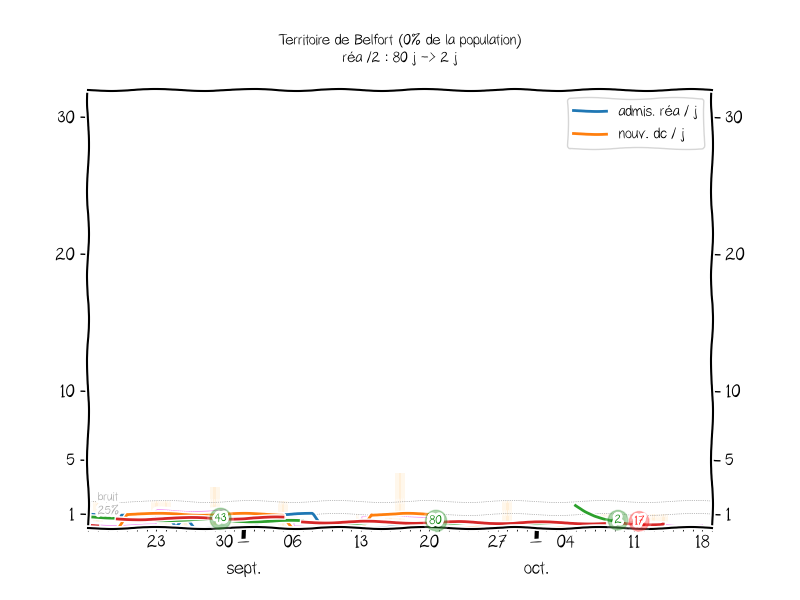 Territoire de Belfort (0% de la population)
réa /2 : 80 j -> 2 j
admis. réa / j
nouv. dc / j
30 30
20 20
10 10
5 5
bruit
25%
1 1
43 80 2 17
23 30 06 13 20 27 04 11 18
sept. oct.